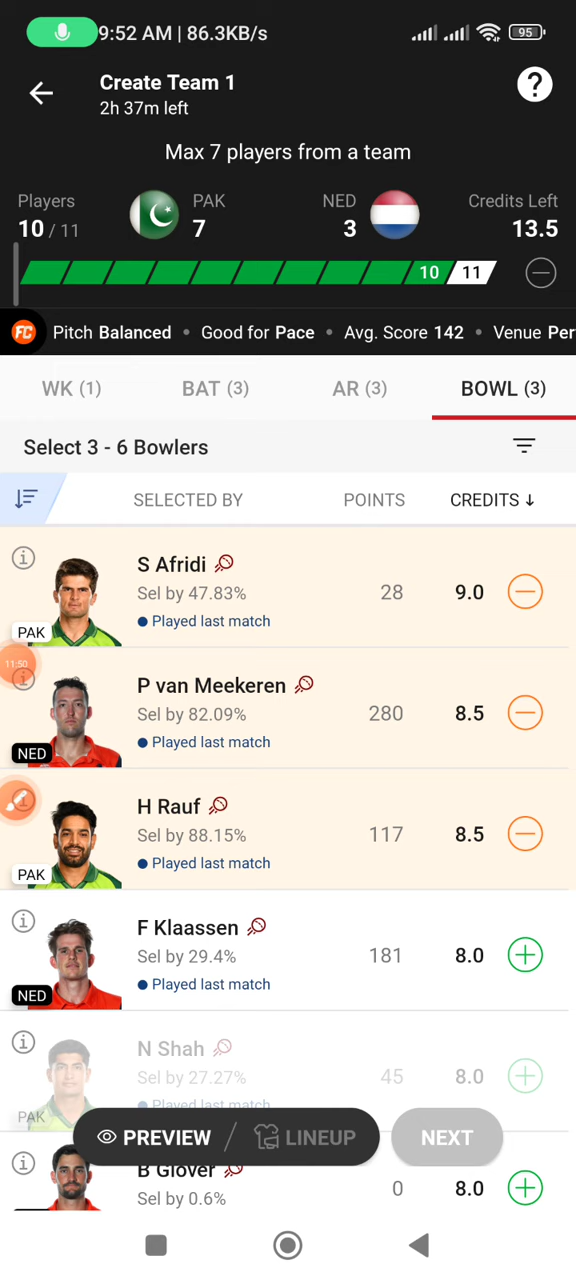 9:52 AM | 86.3KB/s
95
Create Team 1
2h 37m left
?
Max 7 players from a team
Players
10 / 11
PAK
7
NED
3
Credits Left
13.5
10
11
FC Pitch Balanced • Good for Pace • Avg. Score 142 • Venue Per
WK (1)
BAT (3)
AR (3)
BOWL (3)
Select 3 - 6 Bowlers
SELECTED BY
POINTS
CREDITS ↓
S Afridi
Sel by 47.83%
28
9.0
Played last match
PAK
11:50
P van Meekeren
Sel by 82.09%
280
8.5
Played last match
NED
H Rauf
Sel by 88.15%
117
8.5
Played last match
PAK
F Klaassen
Sel by 29.4%
181
8.0
Played last match
NED
N Shah
Sel by 27.27%
45
8.0
Played last match
PAK
PREVIEW
LINEUP
NEXT
B Glover
Sel by 0.6%
0
8.0